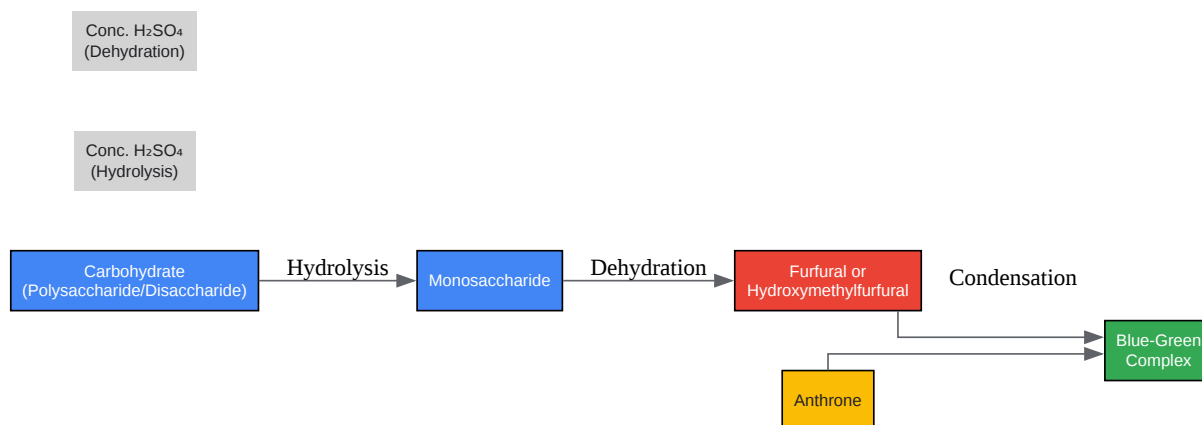 Conc. H₂SO₄
(Dehydration)
Conc. H₂SO₄
(Hydrolysis)
Carbohydrate
(Polysaccharide/Disaccharide)
Hydrolysis
Monosaccharide
Dehydration
Furfural or
Hydroxymethylfurfural
Condensation
Blue-Green
Complex
Anthrone